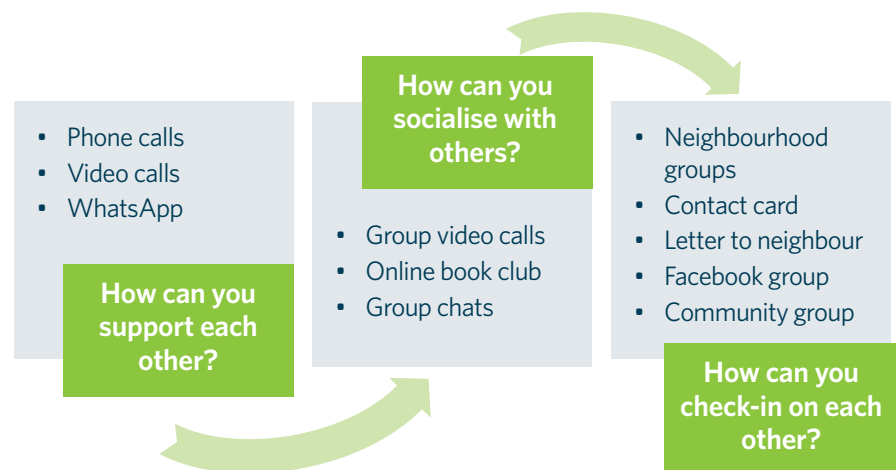 • Phone calls
• Video calls
• WhatsApp
How can you
support each
other?
How can you
socialise with
others?
• Group video calls
• Online book club
• Group chats
• Neighbourhood
groups
• Contact card
• Letter to neighbour
• Facebook group
• Community group
How can you
check-in on each
other?